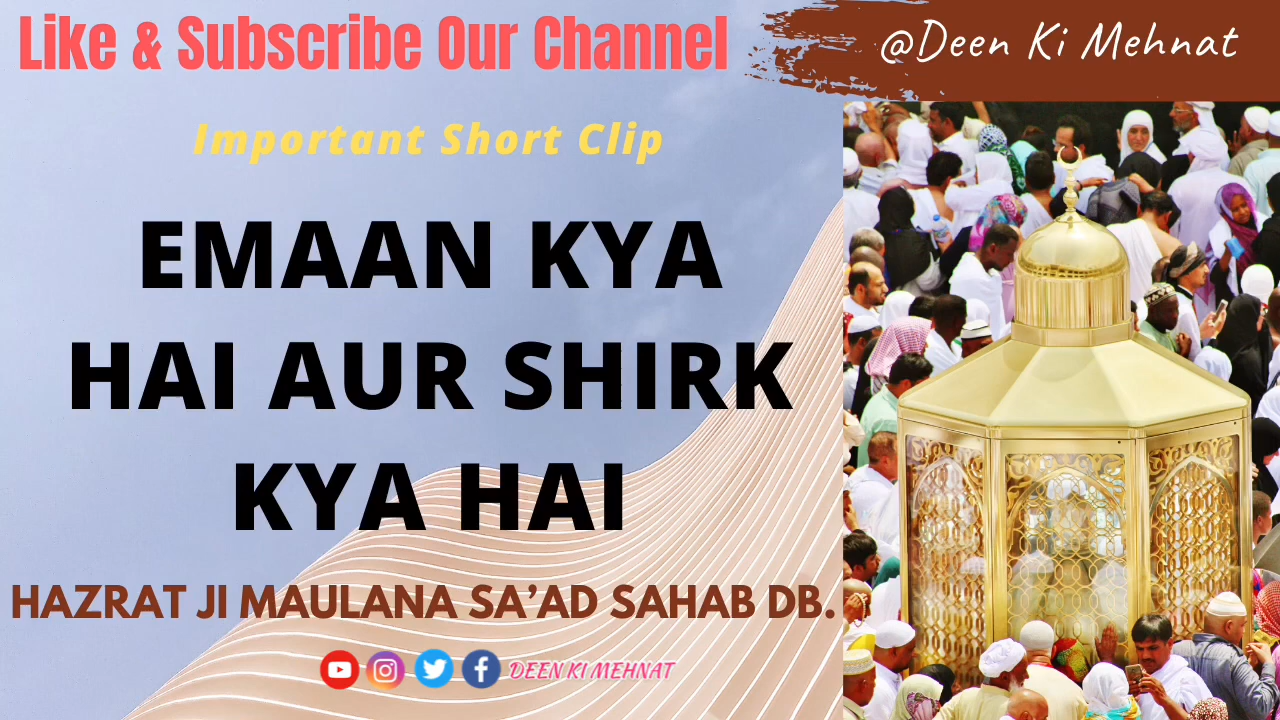 Like & Subscribe Our Channel
@Deen Ki Mehnat
Important Short Clip
EMAAN KYA
HAI AUR SHIRK
KYA HAI
HAZRAT JI MAULANA SA'AD SAHAB DB.
DEEN KI MEHNAT